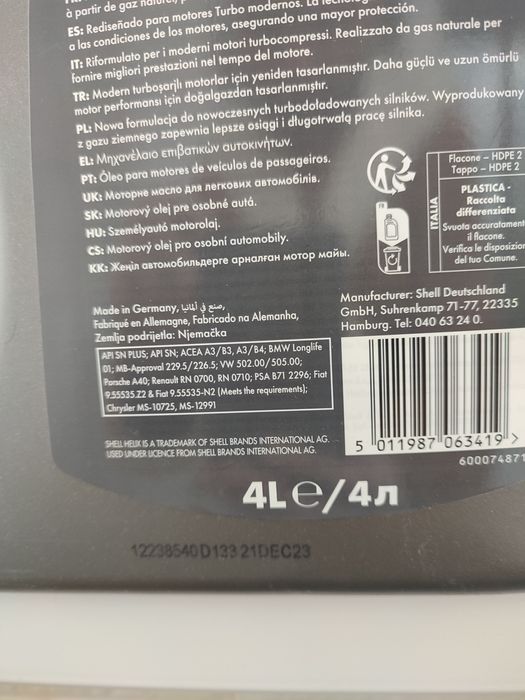 à partir de gaz naturel,
ES: Rediseñado para motores Turbo modernos. La
a las condiciones de los motores, asegurando una mayor protección.
IT: Riformulato per i moderni motori turbocompressi. Realizzato da gas naturale per
fornire migliori prestazioni nel tempo del motore.
TR: Modern turboşarjlı motorlar için yeniden tasarlanmıştır. Daha güçlü ve uzun ömürlü
motor performansı için doğalgazdan tasarlanmıştır.
PL: Nowa formulacja do nowoczesnych turbodoładowanych silników. Wyprodukowany
z gazu ziemnego zapewnia lepsze osiągi i długotrwałą pracę silnika.
EL: Μηχανέλαιο επιβατικών αυτοκινήτων.
PT: Óleo para motores de veículos de passageiros.
UK: Моторне масло для легкових автомобілів.
SK: Motorový olej pre osobné autá.
HU: Személyautó motorolaj.
CS: Motorový olej pro osobní automobily.
KK: Жеңіл автомобильдерге арналған мотор майы.
Flacone – HDPE 2
Tappo – HDPE 2
ITALIA
PLASTICA -
Raccolta
differenziata
Svuota accuratamente
il flacone.
Verifica le disposizioni
del tuo Comune.
Made in Germany, صنع في ألمانيا,
Fabriqué en Allemagne, Fabricado na Alemanha,
Zemlja podrijetla: Njemačka
API SN PLUS; API SN; ACEA A3/B3, A3/B4; BMW Longlife
01; MB-Approval 229.5/226.5; VW 502.00/505.00;
Porsche A40; Renault RN 0700, RN 0710; PSA B71 2296; Fiat
9.55535.Z2 & Fiat 9.55535-N2 (Meets the requirements);
Chrysler MS-10725, MS-12991
Manufacturer: Shell Deutschland
GmbH, Suhrenkamp 71-77, 22335
Hamburg. Tel: 040 63 24 0.
SHELL HELIX IS A TRADEMARK OF SHELL BRANDS INTERNATIONAL AG.
USED UNDER LICENCE FROM SHELL BRANDS INTERNATIONAL AG.
5 011987 063419 >
600074871
4L e/4л
12238540D133 21DEC23